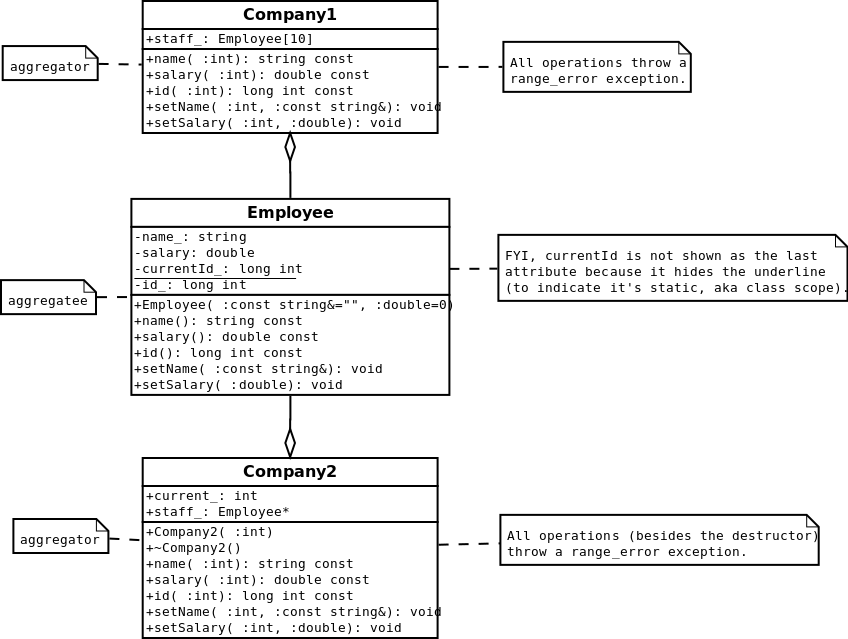 Company1
+staff_: Employee[10]
+name( :int): string const
+salary( :int): double const
+id( :int): long int const
+setName( :int, :const string&): void
+setSalary( :int, :double): void
aggregator
All operations throw a
range_error exception.
Employee
-name_: string
-salary: double
-currentId_: long int
-id_: long int
+Employee( :const string&="", :double=0)
+name(): string const
+salary(): double const
+id(): long int const
+setName( :const string&): void
+setSalary( :double): void
aggregatee
FYI, currentId is not shown as the last
attribute because it hides the underline
(to indicate it's static, aka class scope).
Company2
+current_: int
+staff_: Employee*
+Company2( :int)
+~Company2()
+name( :int): string const
+salary( :int): double const
+id( :int): long int const
+setName( :int, :const string&): void
+setSalary( :int, :double): void
aggregator
All operations (besides the destructor)
throw a range_error exception.